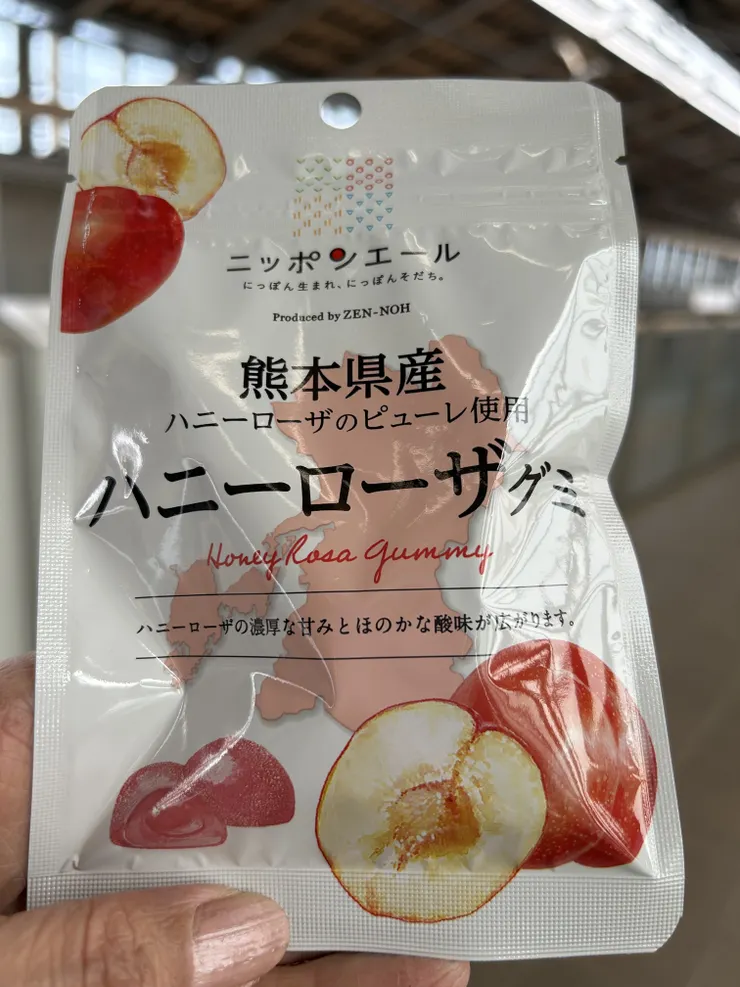 ニッポンエール
にっぽん生まれ、にっぽんそだち。
Produced by ZEN-NOH
熊本県産
ハニーローザのピューレ使用
ハニーローザグミ
Honey Rosa Gummy
ハニーローザの濃厚な甘みとほのかな酸味が広がります。